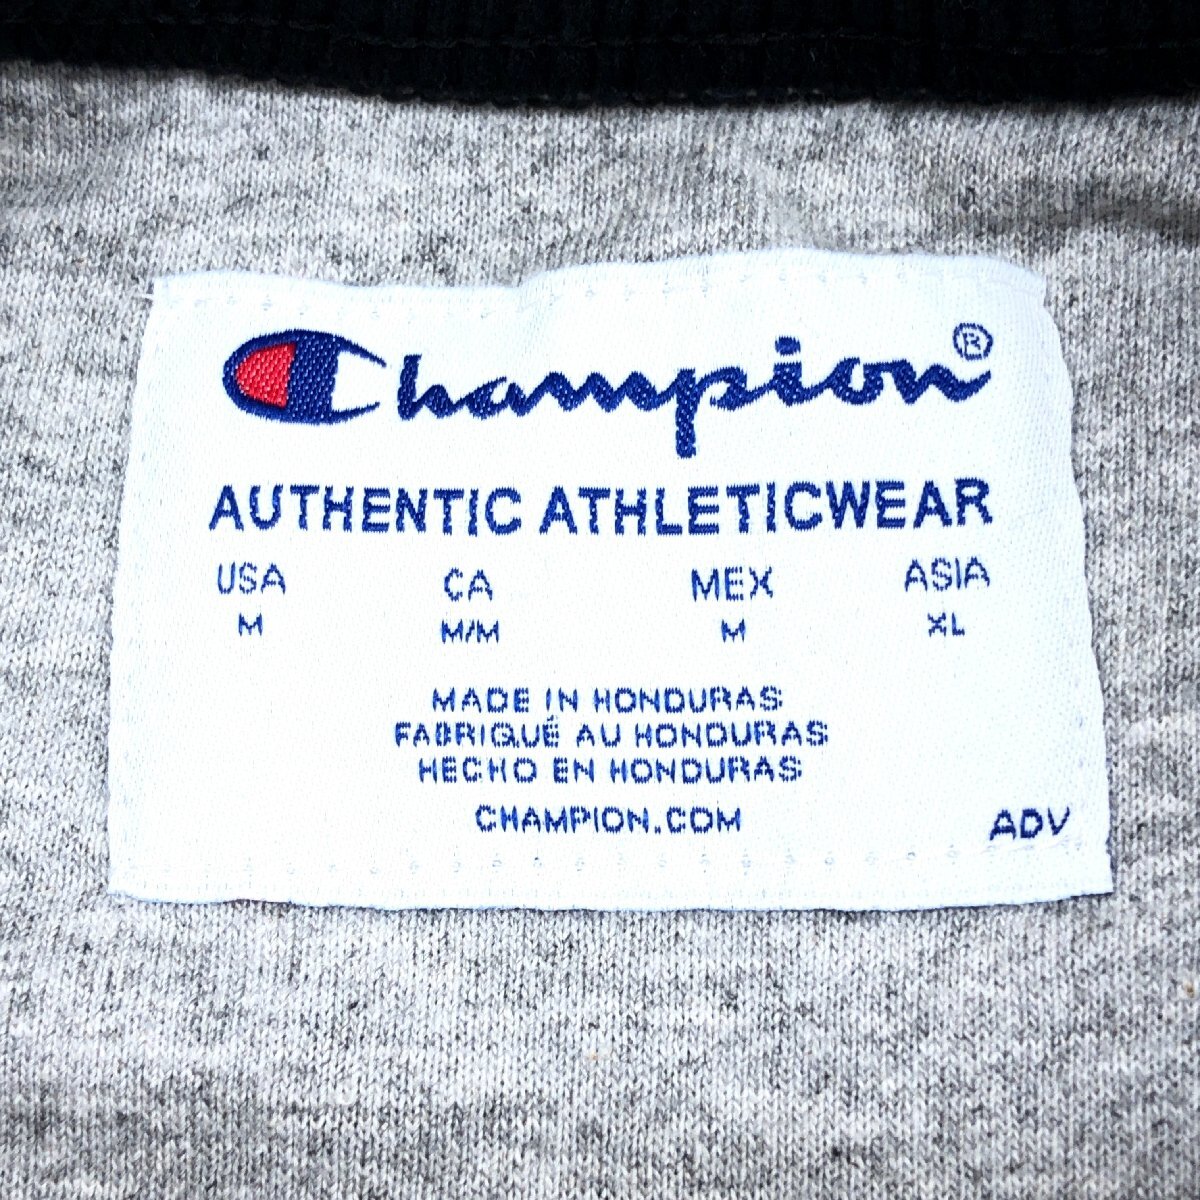 Champion®
AUTHENTIC ATHLETICWEAR
USA CA MEX ASIA
M M/M M XL
MADE IN HONDURAS
FABRIQUÉ AU HONDURAS
HECHO EN HONDURAS
CHAMPION.COM
ADV